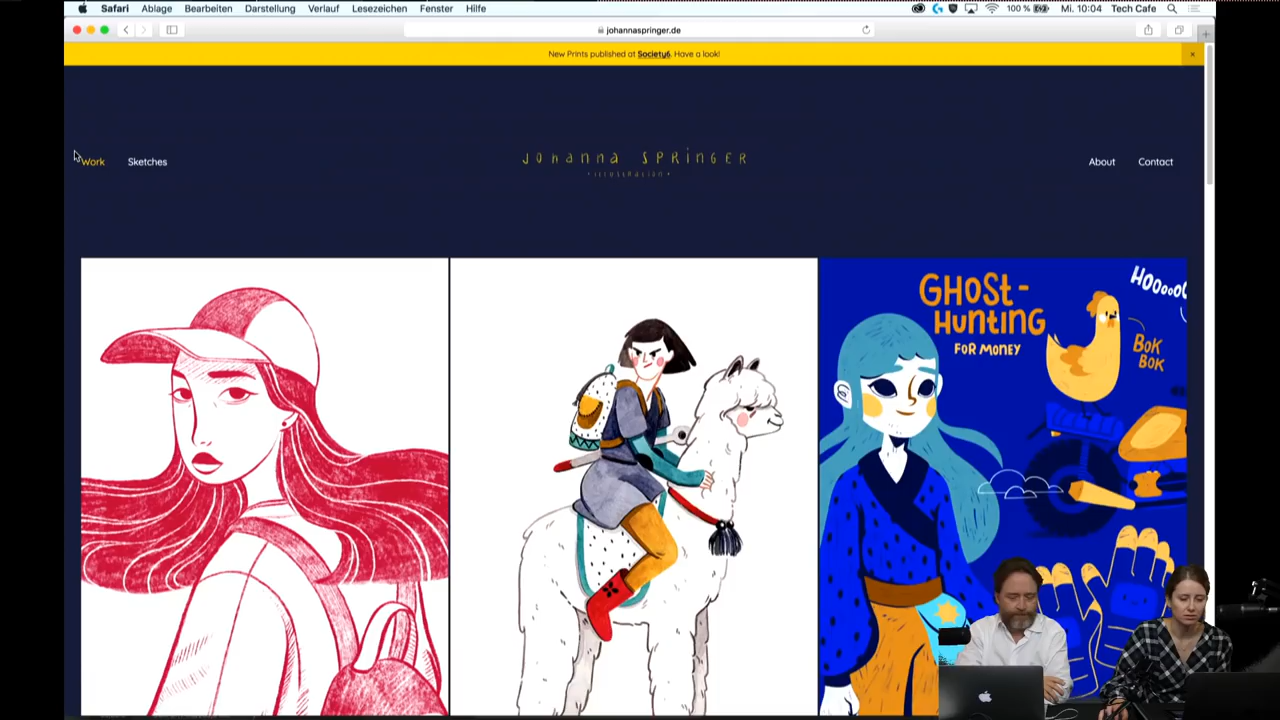 Safari Ablage Bearbeiten Darstellung Verlauf Lesezeichen Fenster Hilfe 100 % Mi. 10:04 Tech Cafe
johannaspringer.de
New Prints published at Society6. Have a look!
Work Sketches Johanna SPRinGER About Contact
• illustration •
GHOSt-
Hunting
FOR MONEY
HOoooO
BOK
BOK